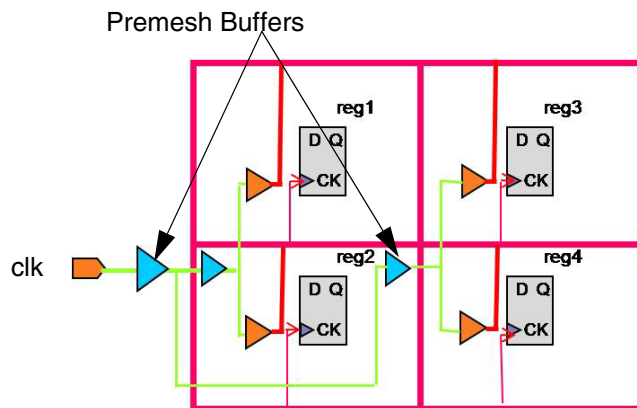 Premesh Buffers
reg1
D Q
CK
reg3
D Q
CK
clk
reg2
D Q
CK
reg4
D Q
CK